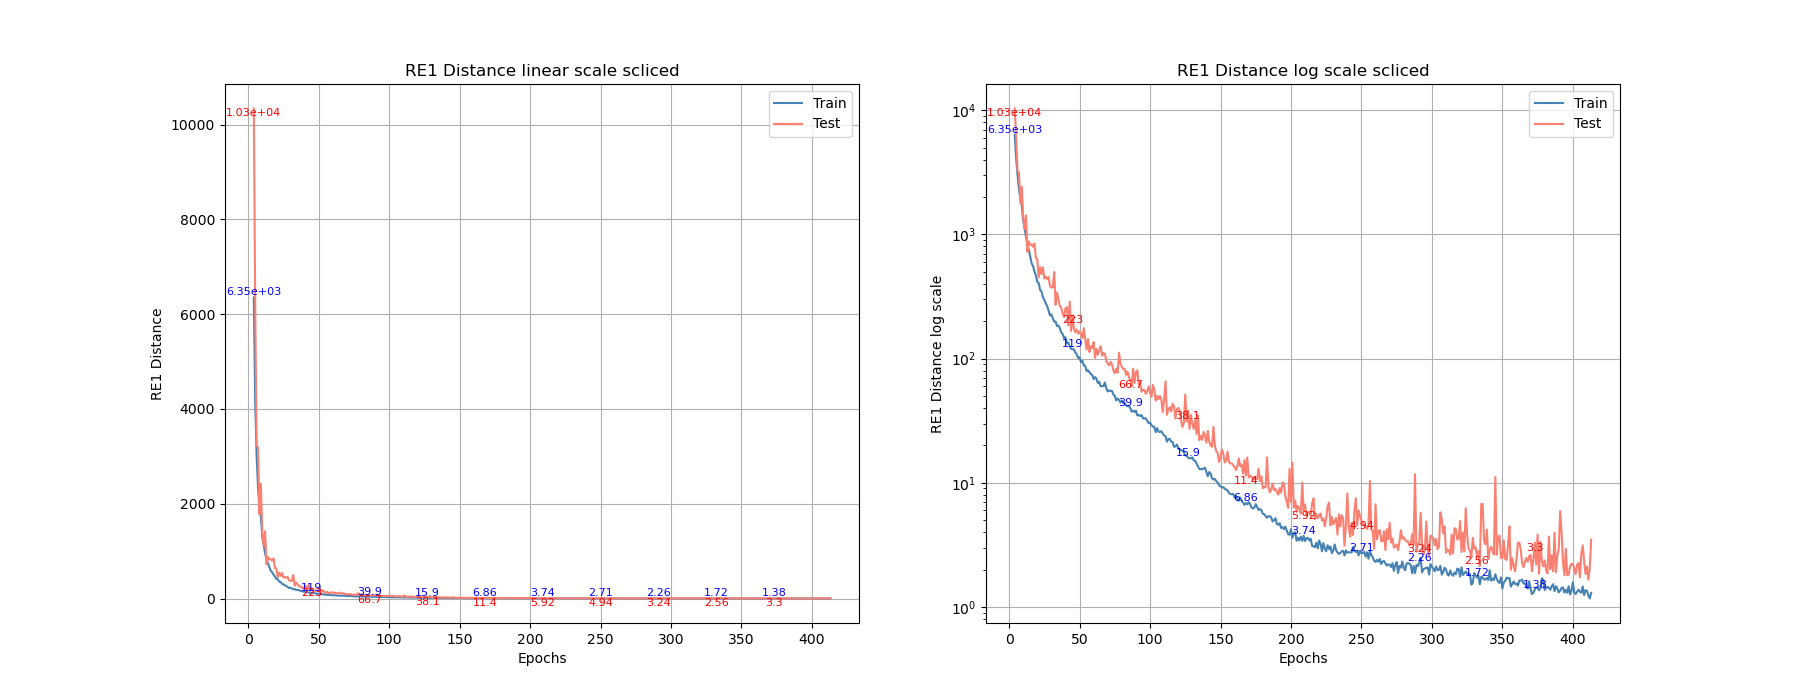 RE1 Distance linear scale scliced
RE1 Distance
10000
8000
6000
4000
2000
0
1.03e+04
6.35e+03
119
39.9
15.9
6.86
3.74
2.71
2.26
1.72
1.38
223
66.7
38.1
11.4
5.92
4.94
3.24
2.56
3.3
Train
Test
0 50 100 150 200 250 300 350 400
Epochs
RE1 Distance log scale scliced
RE1 Distance log scale
10⁴
10³
10²
10¹
10⁰
1.03e+04
6.35e+03
223
119
66.7
39.9
38.1
15.9
11.4
6.86
5.92
3.74
4.94
2.71
3.24
2.26
2.56
1.72
3.3
1.38
Train
Test
0 50 100 150 200 250 300 350 400
Epochs